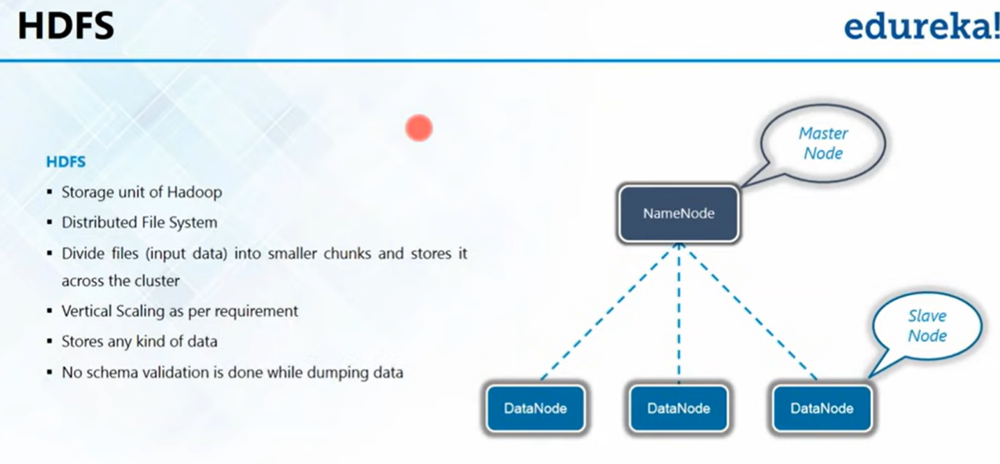 HDFS
edureka!
HDFS
▪ Storage unit of Hadoop
▪ Distributed File System
▪ Divide files (input data) into smaller chunks and stores it
across the cluster
▪ Vertical Scaling as per requirement
▪ Stores any kind of data
▪ No schema validation is done while dumping data
Master
Node
NameNode
Slave
Node
DataNode
DataNode
DataNode